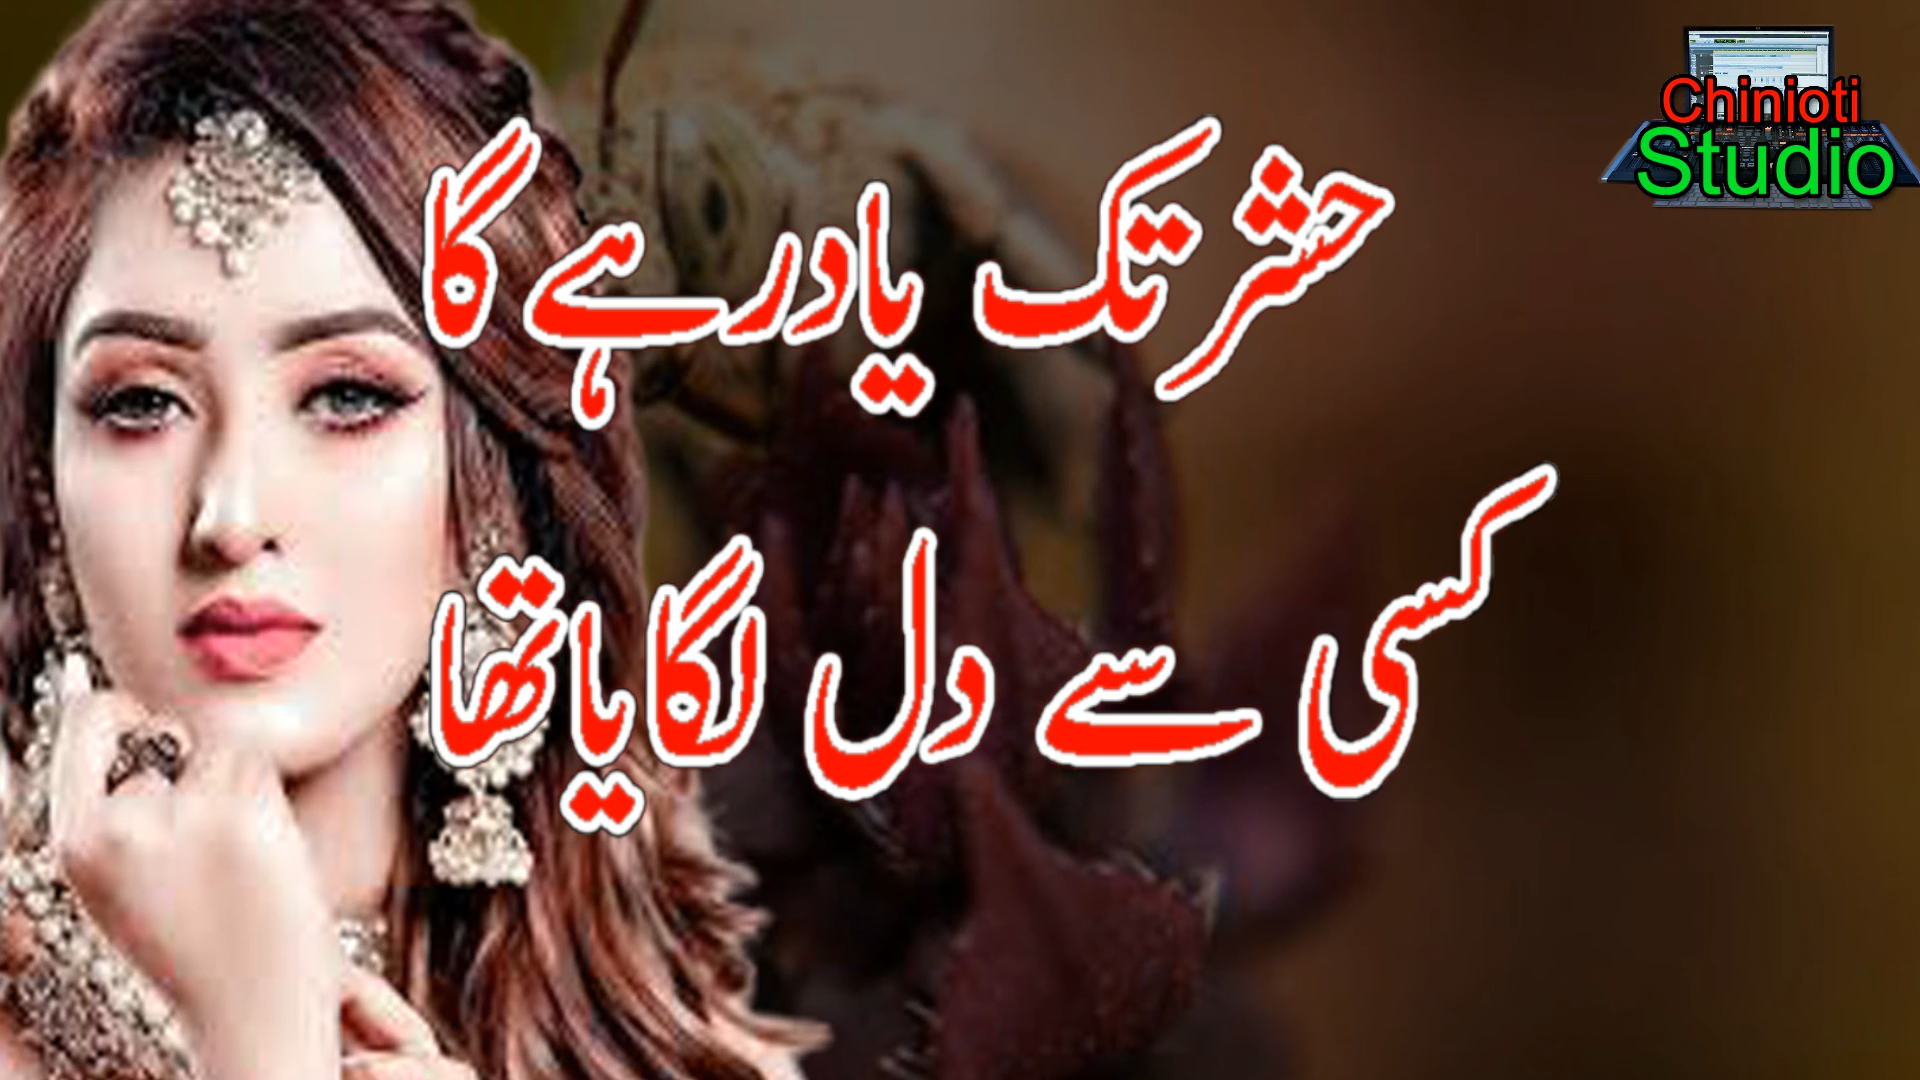 Chinioti
Studio
حشر تک یاد رہے گا
کسی سے دل لگایا تھا